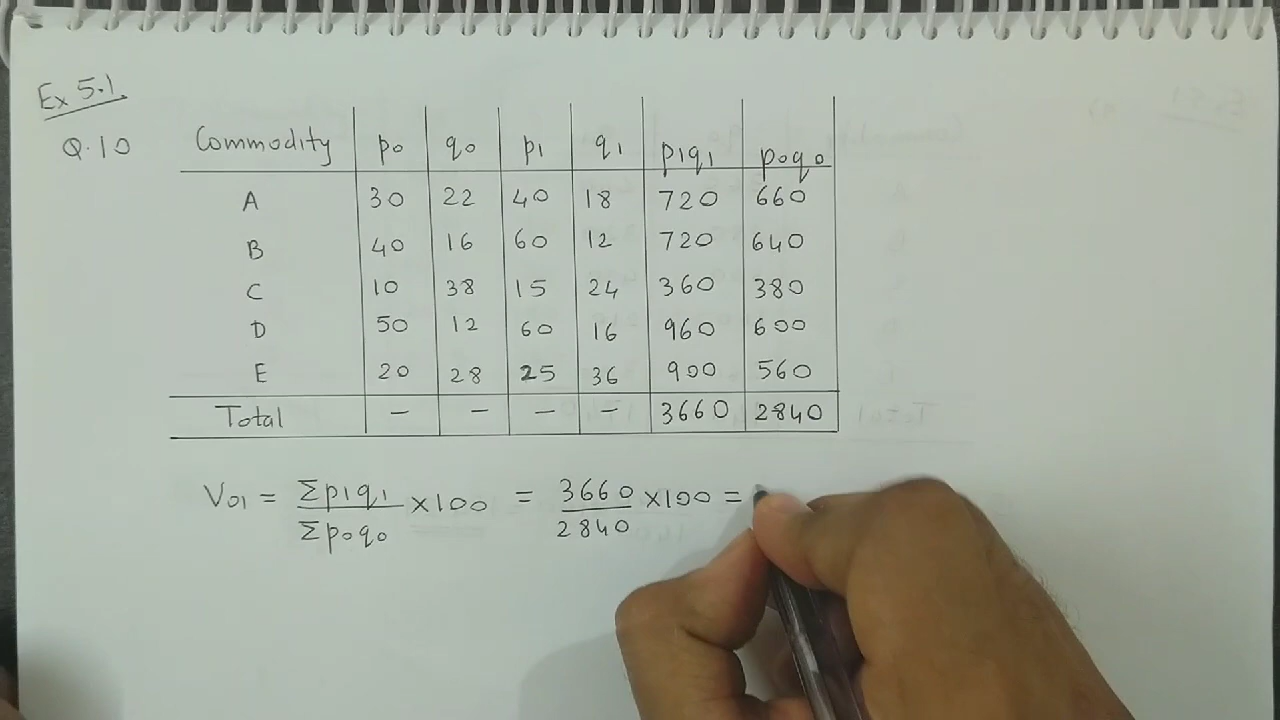 Ex 5.1
Q.10 Commodity p0 q0 p1 q1 p1q1 p0q0
A 30 22 40 18 720 660
B 40 16 60 12 720 640
C 10 38 15 24 360 380
D 50 12 60 16 960 600
E 20 28 25 36 900 560
Total – – – – 3660 2840
V01 = Σp1q1 / Σp0q0 ×100 = 3660 / 2840 ×100 =